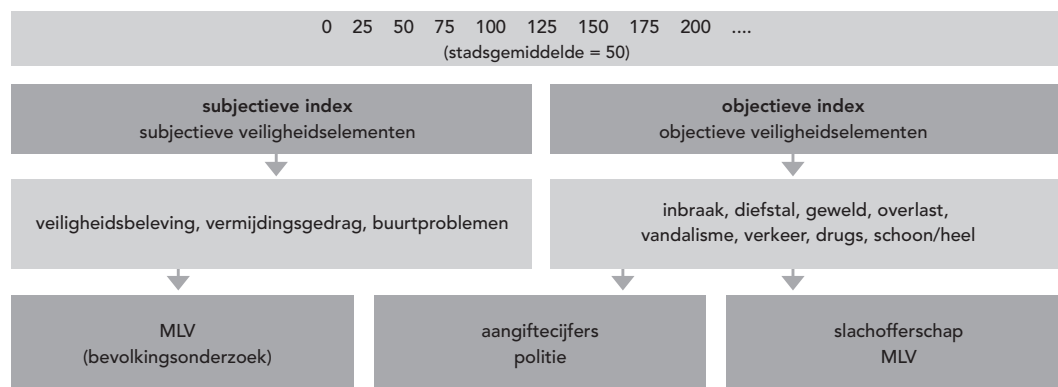 0 25 50 75 100 125 150 175 200 ....
(stadsgemiddelde = 50)
subjectieve index
subjectieve veiligheidselementen
objectieve index
objectieve veiligheidselementen
veiligheidsbeleving, vermijdingsgedrag, buurtproblemen
inbraak, diefstal, geweld, overlast,
vandalisme, verkeer, drugs, schoon/heel
MLV
(bevolkingsonderzoek)
aangiftecijfers
politie
slachofferschap
MLV